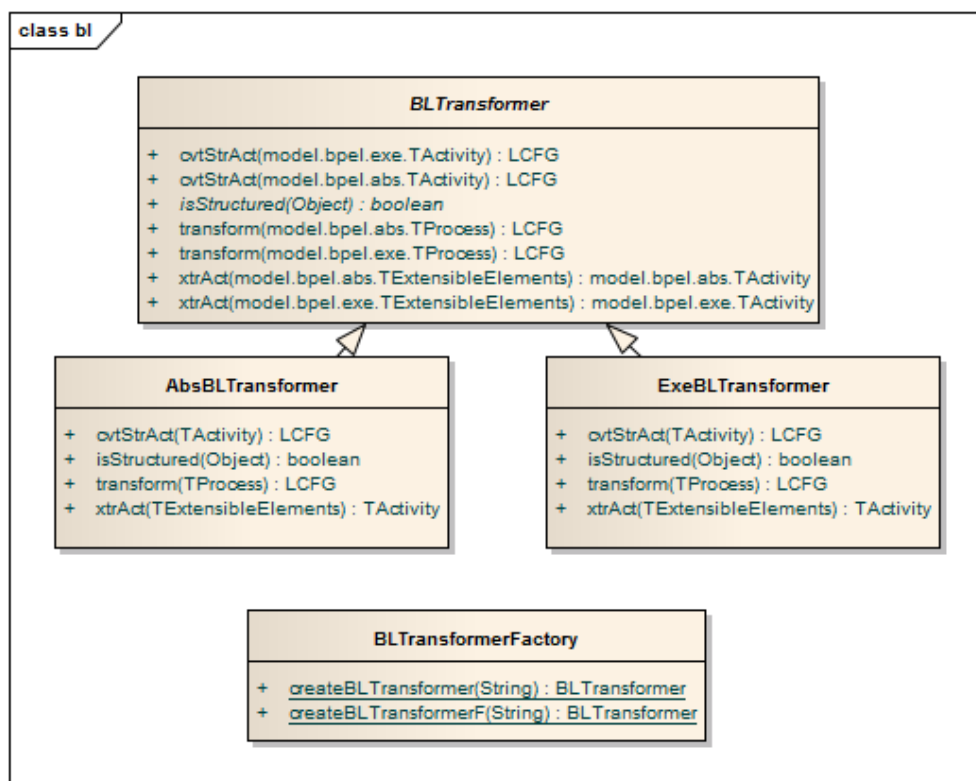 class bl
BLTransformer
+ cvtStrAct(model.bpel.exe.TActivity) : LCFG
+ cvtStrAct(model.bpel.abs.TActivity) : LCFG
+ isStructured(Object) : boolean
+ transform(model.bpel.abs.TProcess) : LCFG
+ transform(model.bpel.exe.TProcess) : LCFG
+ xtrAct(model.bpel.abs.TExtensibleElements) : model.bpel.abs.TActivity
+ xtrAct(model.bpel.exe.TExtensibleElements) : model.bpel.exe.TActivity
AbsBLTransformer
+ cvtStrAct(TActivity) : LCFG
+ isStructured(Object) : boolean
+ transform(TProcess) : LCFG
+ xtrAct(TExtensibleElements) : TActivity
ExeBLTransformer
+ cvtStrAct(TActivity) : LCFG
+ isStructured(Object) : boolean
+ transform(TProcess) : LCFG
+ xtrAct(TExtensibleElements) : TActivity
BLTransformerFactory
+ createBLTransformer(String) : BLTransformer
+ createBLTransformerF(String) : BLTransformer